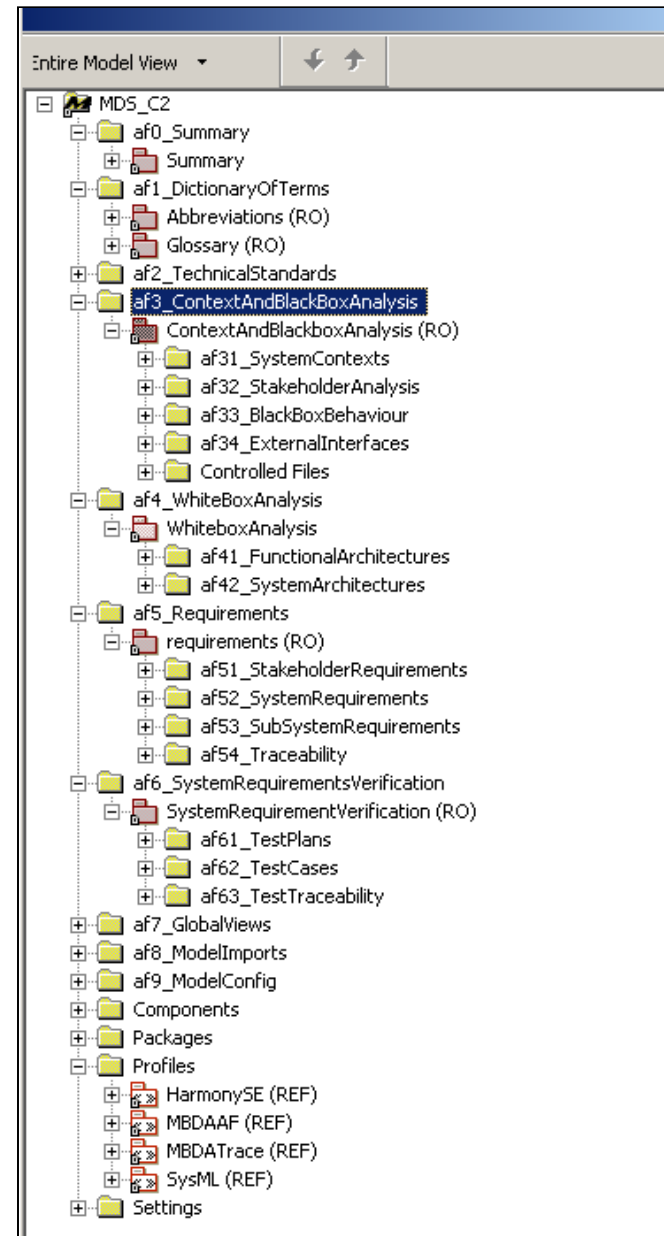 Entire Model View
MDS_C2
af0_Summary
Summary
af1_DictionaryOfTerms
Abbreviations (RO)
Glossary (RO)
af2_TechnicalStandards
af3_ContextAndBlackBoxAnalysis
ContextAndBlackboxAnalysis (RO)
af31_SystemContexts
af32_StakeholderAnalysis
af33_BlackBoxBehaviour
af34_ExternalInterfaces
Controlled Files
af4_WhiteBoxAnalysis
WhiteboxAnalysis
af41_FunctionalArchitectures
af42_SystemArchitectures
af5_Requirements
requirements (RO)
af51_StakeholderRequirements
af52_SystemRequirements
af53_SubSystemRequirements
af54_Traceability
af6_SystemRequirementsVerification
SystemRequirementVerification (RO)
af61_TestPlans
af62_TestCases
af63_TestTraceability
af7_GlobalViews
af8_ModelImports
af9_ModelConfig
Components
Packages
Profiles
HarmonySE (REF)
MBDAAF (REF)
MBDATrace (REF)
SysML (REF)
Settings